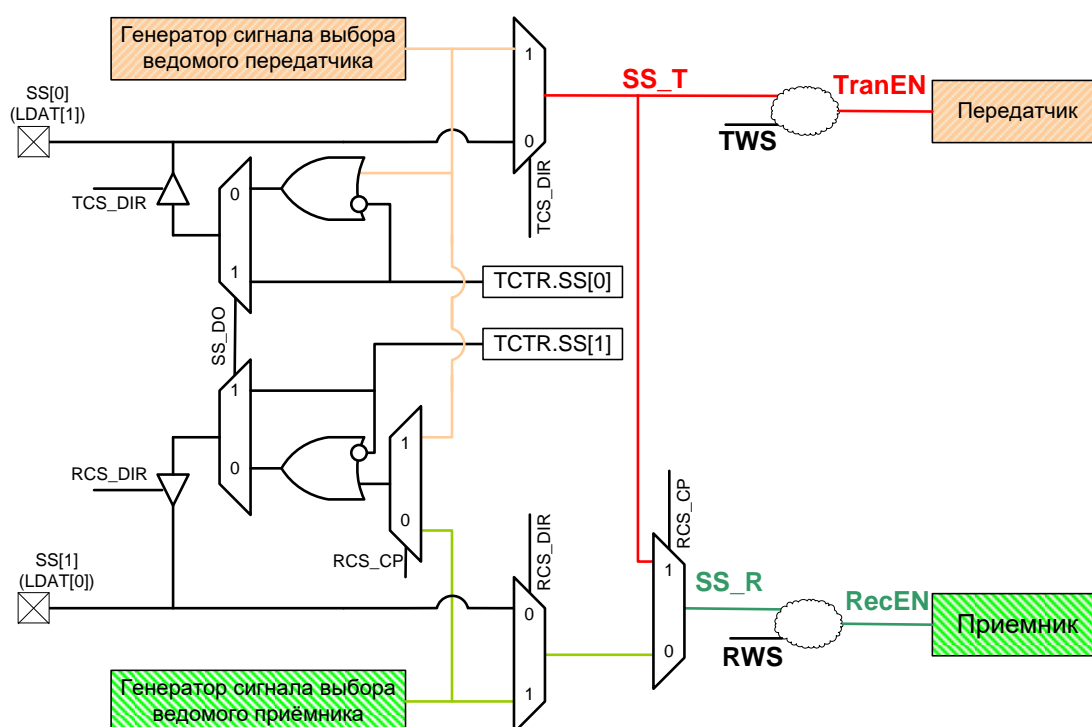 Генератор сигнала выбора
ведомого передатчика
1
SS_T
TranEN
Передатчик
SS[0]
(LDAT[1])
TWS
0
TCS_DIR
0
TCS_DIR
1
TCTR.SS[0]
SS_DO
TCTR.SS[1]
1
1
RCS_DIR
0
0
RCS_CP
RCS_DIR
RCS_CP
SS[1]
(LDAT[0])
1
SS_R
RecEN
Приемник
0
RWS
0
Генератор сигнала выбора
ведомого приёмника
1